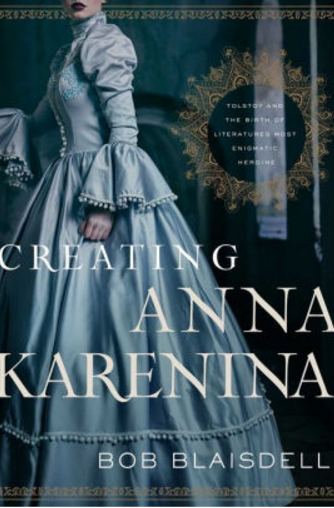 TOLSTOY AND
THE BIRTH OF
LITERATURE'S MOST
ENIGMATIC
HEROINE
CREATING
ANNA
KARENINA
BOB BLAISDELL